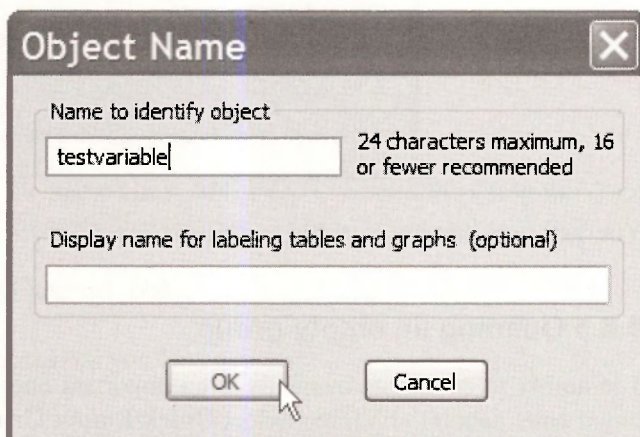 Object Name
Name to identify object
testvariable
24 characters maximum, 16
or fewer recommended
Display name for labeling tables and graphs (optional)
OK
Cancel